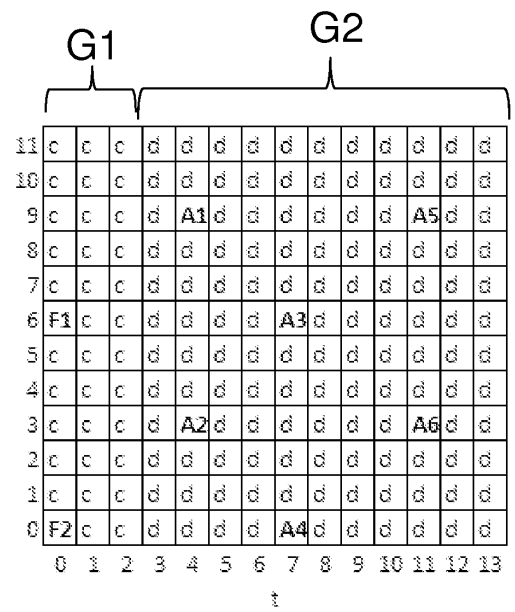 G1 G2
11 c c c d d d d d d d d d d d
10 c c c d d d d d d d d d d d
9 c c c d A1 d d d d d d A5 d d
8 c c c d d d d d d d d d d d
7 c c c d d d d d d d d d d d
6 F1 c c d d d d A3 d d d d d d
5 c c c d d d d d d d d d d d
4 c c c d d d d d d d d d d d
3 c c c d A2 d d d d d d A6 d d
2 c c c d d d d d d d d d d d
1 c c c d d d d d d d d d d d
0 F2 c c d d d d A4 d d d d d d
0 1 2 3 4 5 6 7 8 9 10 11 12 13
t